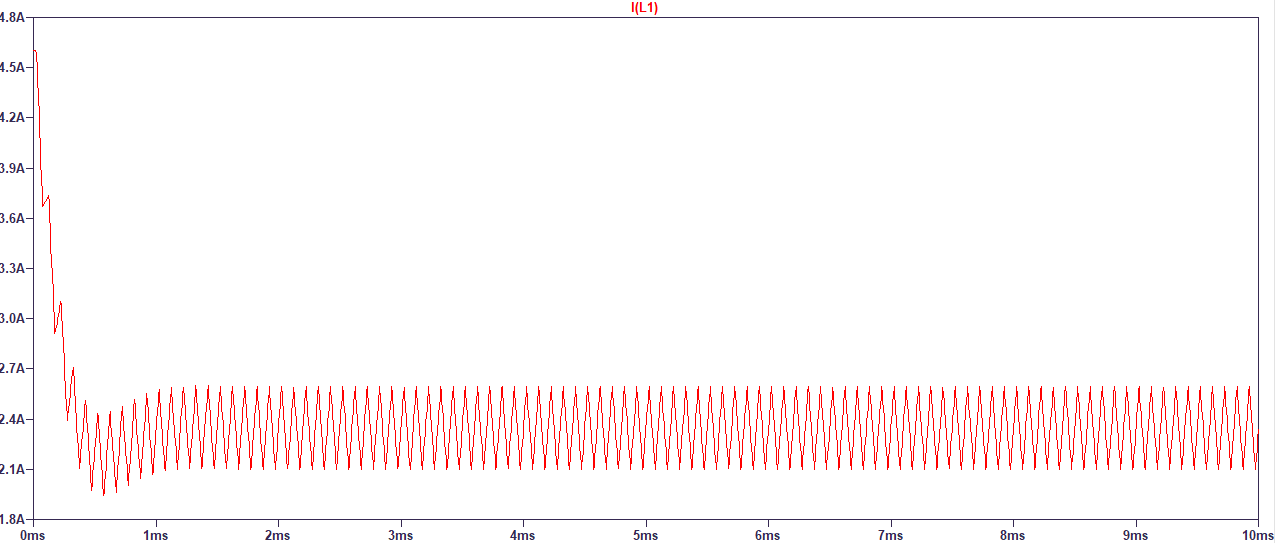 I(L1)
4.8A
4.5A
4.2A
3.9A
3.6A
3.3A
3.0A
2.7A
2.4A
2.1A
1.8A
0ms 1ms 2ms 3ms 4ms 5ms 6ms 7ms 8ms 9ms 10ms